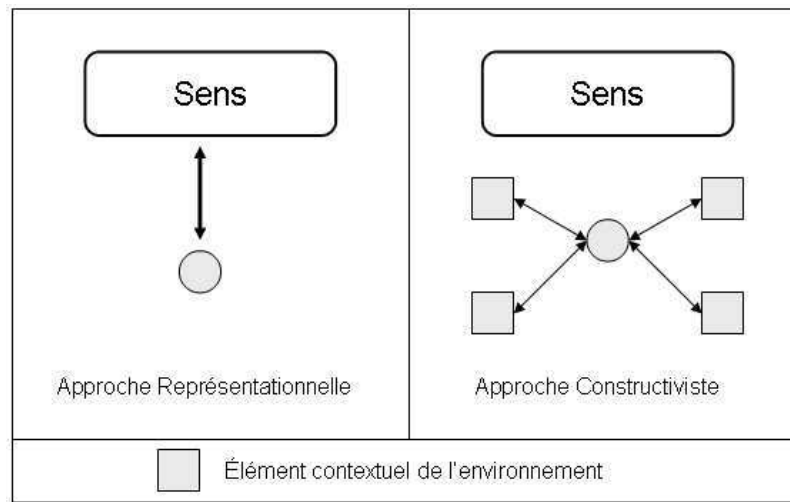 Sens
Sens
Approche Représentationnelle
Approche Constructiviste
Élément contextuel de l'environnement